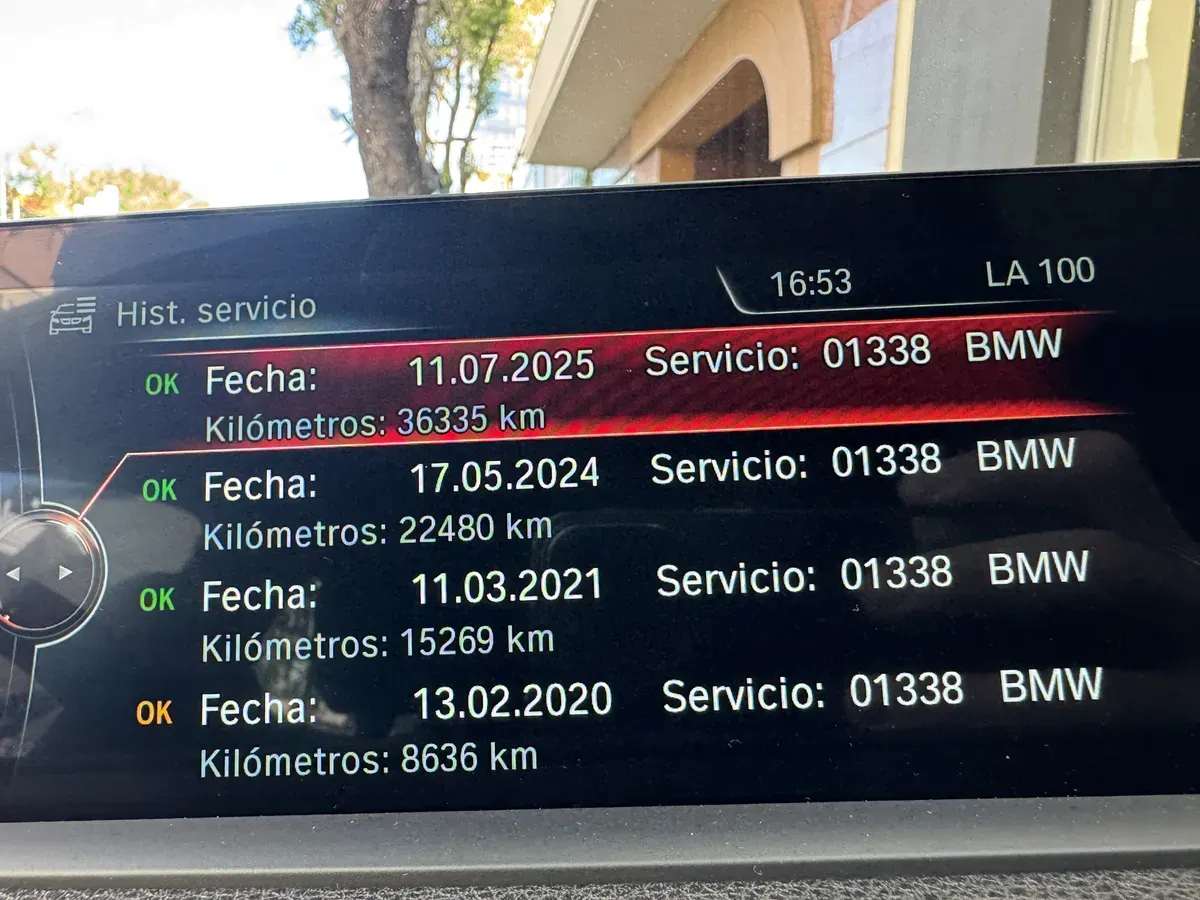 16:53 LA 100
Hist. servicio
OK Fecha: 11.07.2025 Servicio: 01338 BMW
Kilómetros: 36335 km
OK Fecha: 17.05.2024 Servicio: 01338 BMW
Kilómetros: 22480 km
OK Fecha: 11.03.2021 Servicio: 01338 BMW
Kilómetros: 15269 km
OK Fecha: 13.02.2020 Servicio: 01338 BMW
Kilómetros: 8636 km